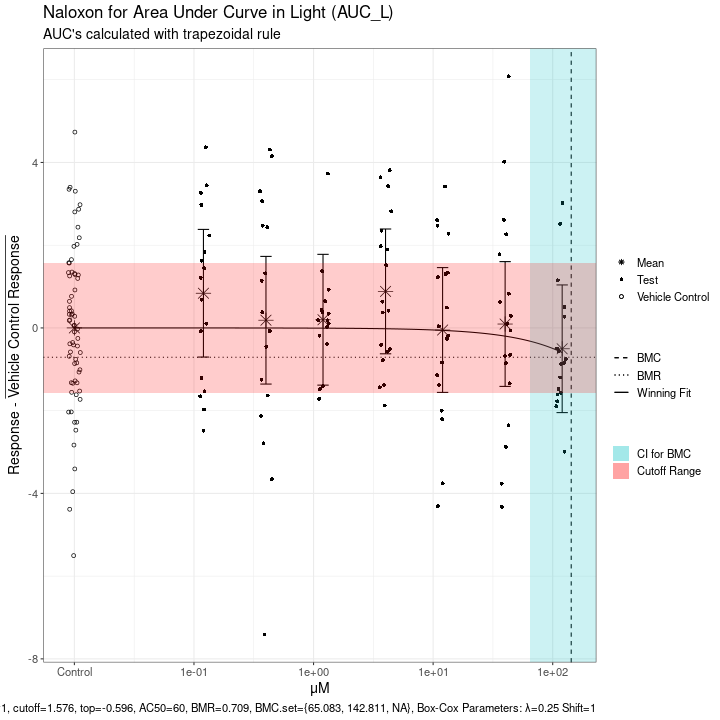 Naloxon for Area Under Curve in Light (AUC_L)
AUC's calculated with trapezoidal rule
Response - Vehicle Control Response
4
0
-4
-8
Control
1e-01
1e+00
1e+01
1e+02
µM
Mean
Test
Vehicle Control
BMC
BMR
Winning Fit
CI for BMC
Cutoff Range
1, cutoff=1.576, top=-0.596, AC50=60, BMR=0.709, BMC.set={65.083, 142.811, NA}, Box-Cox Parameters: λ=0.25 Shift=1